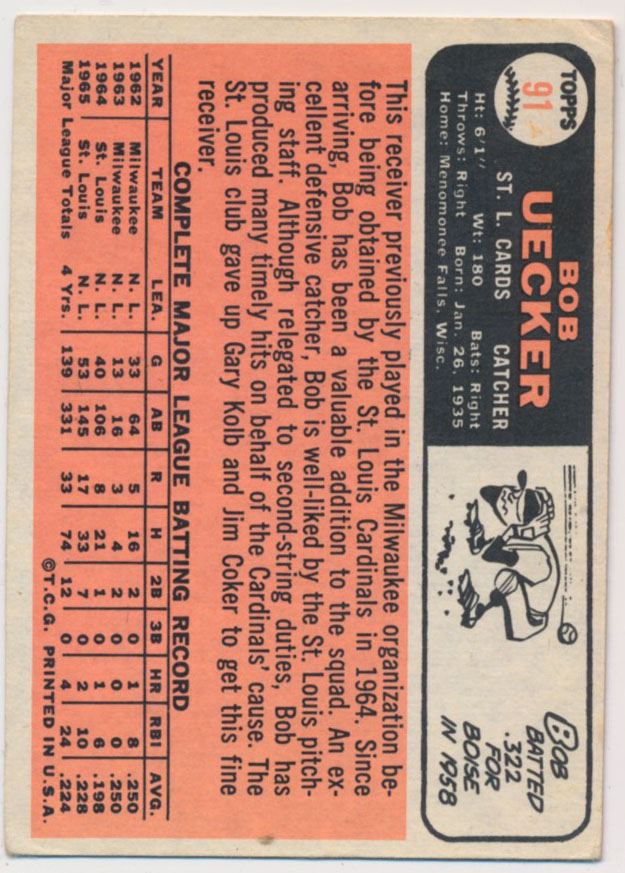 TOPPS
91
BOB
UECKER
ST. L. CARDS CATCHER
Ht: 6'1" Wt: 180 Bats: Right
Throws: Right Born: Jan. 26, 1935
Home: Menomonee Falls, Wisc.
BOB
BATTED
.322
FOR
BOISE
IN 1958
This receiver previously played in the Milwaukee organization be-
fore being obtained by the St. Louis Cardinals in 1964. Since
arriving, Bob has been a valuable addition to the squad. An ex-
cellent defensive catcher, Bob is well-liked by the St. Louis pitch-
ing staff. Although relegated to second-string duties, Bob has
produced many timely hits on behalf of the Cardinals' cause. The
St. Louis club gave up Gary Kolb and Jim Coker to get this fine
receiver.
COMPLETE MAJOR LEAGUE BATTING RECORD
YEAR TEAM LEA. G AB R H 2B 3B HR RBI AVG.
1962 Milwaukee N. L. 33 64 5 16 2 0 1 8 .250
1963 Milwaukee N. L. 13 16 3 4 2 0 0 0 .250
1964 St. Louis N. L. 40 106 8 21 1 0 1 6 .198
1965 St. Louis N. L. 53 145 17 33 7 0 2 10 .228
Major League Totals 4 Yrs. 139 331 33 74 12 0 4 24 .224
©T.C.G. PRINTED IN U.S.A.